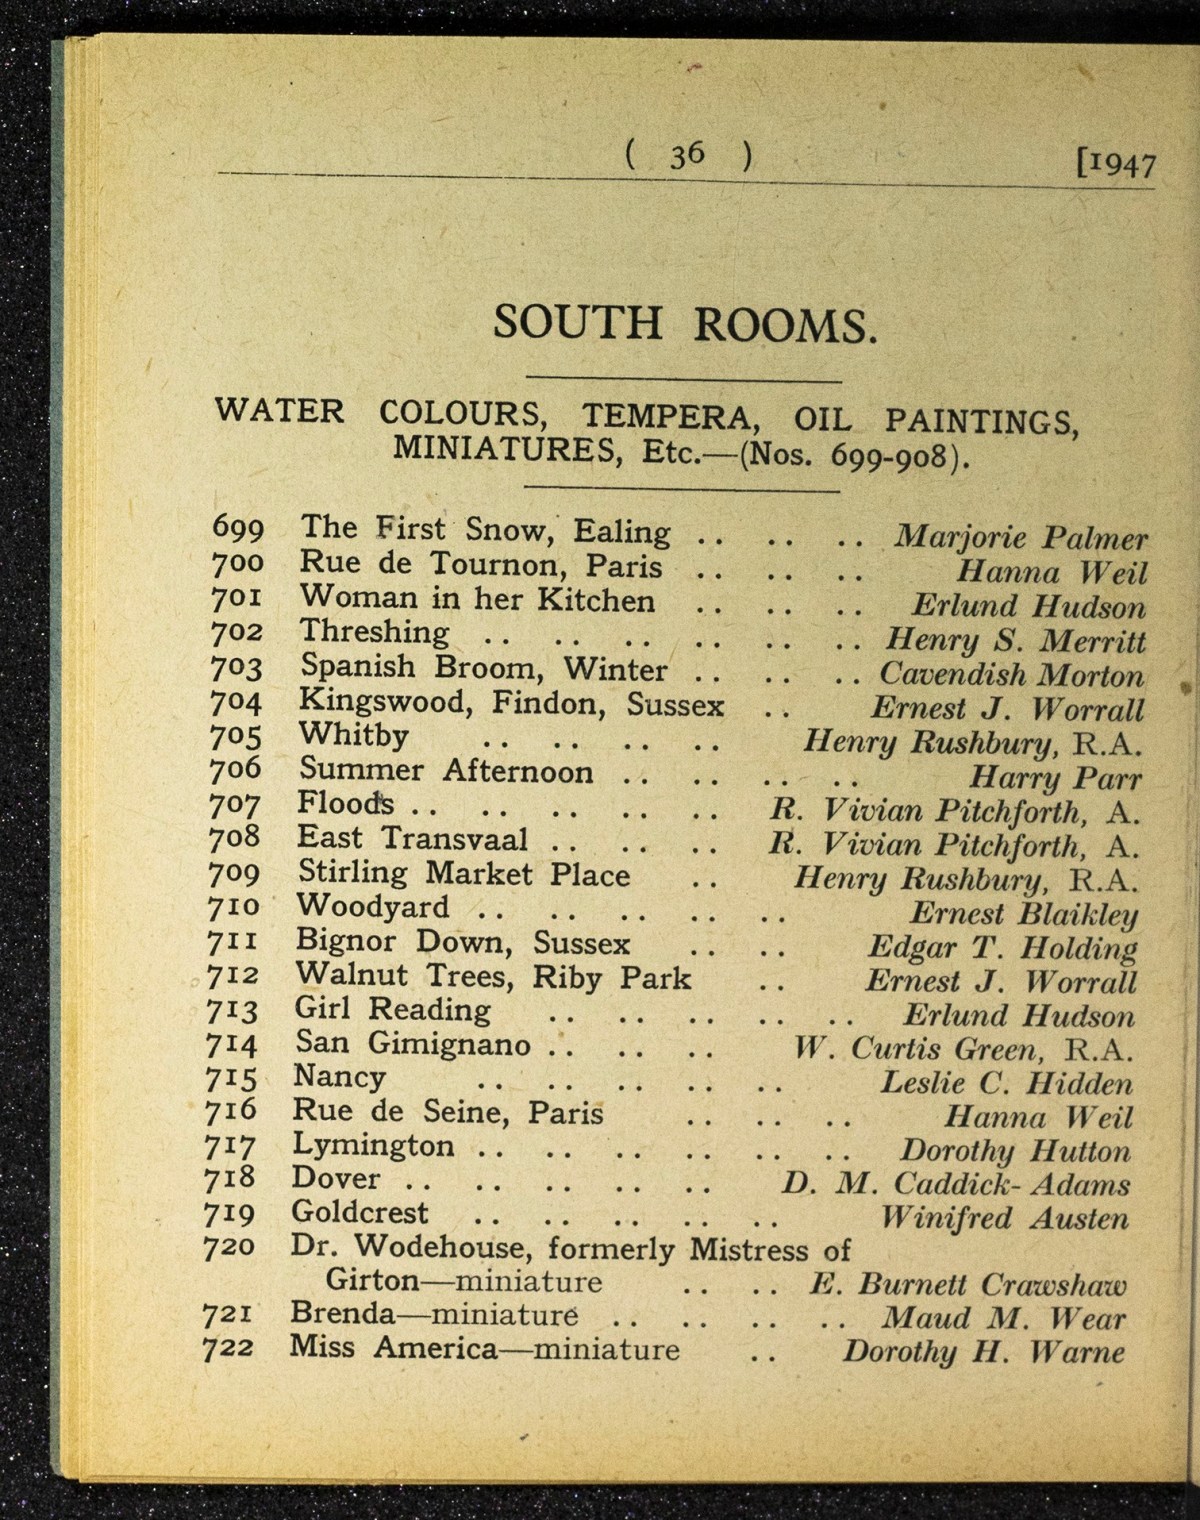 ( 36 ) [1947
SOUTH ROOMS.
WATER COLOURS, TEMPERA, OIL PAINTINGS,
MINIATURES, Etc.—(Nos. 699-908).
699 The First Snow, Ealing .. .. .. Marjorie Palmer
700 Rue de Tournon, Paris .. .. .. Hanna Weil
701 Woman in her Kitchen .. .. .. Erlund Hudson
702 Threshing .. .. .. .. .. .. Henry S. Merritt
703 Spanish Broom, Winter .. .. .. Cavendish Morton
704 Kingswood, Findon, Sussex .. Ernest J. Worrall
705 Whitby .. .. .. .. Henry Rushbury, R.A.
706 Summer Afternoon .. .. .. .. Harry Parr
707 Floods .. .. .. .. .. R. Vivian Pitchforth, A.
708 East Transvaal .. .. .. R. Vivian Pitchforth, A.
709 Stirling Market Place .. Henry Rushbury, R.A.
710 Woodyard .. .. .. .. .. Ernest Blaikley
711 Bignor Down, Sussex .. .. Edgar T. Holding
712 Walnut Trees, Riby Park .. Ernest J. Worrall
713 Girl Reading .. .. .. .. .. Erlund Hudson
714 San Gimignano .. .. .. W. Curtis Green, R.A.
715 Nancy .. .. .. .. .. Leslie C. Hidden
716 Rue de Seine, Paris .. .. .. Hanna Weil
717 Lymington .. .. .. .. .. .. Dorothy Hutton
718 Dover .. .. .. .. .. D. M. Caddick-Adams
719 Goldcrest .. .. .. .. .. Winifred Austen
720 Dr. Wodehouse, formerly Mistress of
Girton—miniature .. .. E. Burnett Crawshaw
721 Brenda—miniature .. .. .. .. Maud M. Wear
722 Miss America—miniature .. Dorothy H. Warne